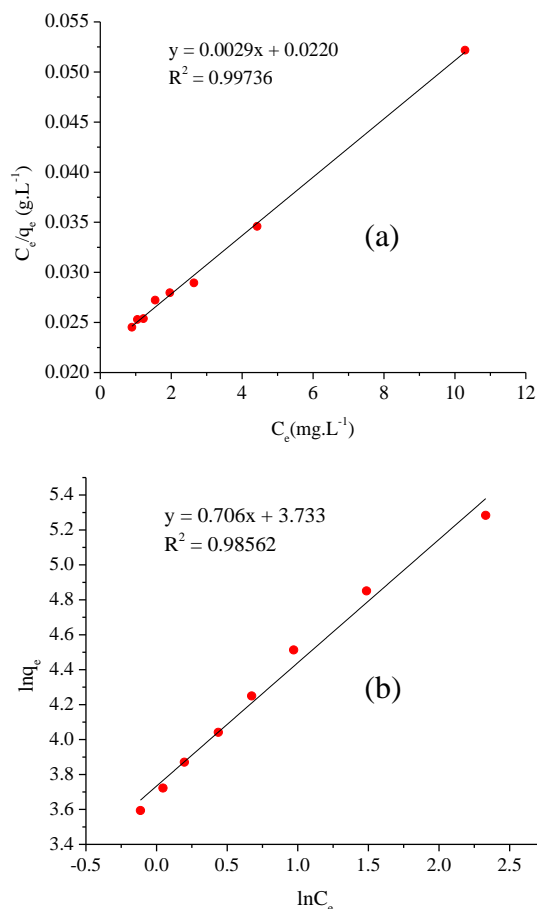 y = 0.0029x + 0.0220
R² = 0.99736
(a)
0.055
0.050
0.045
0.040
0.035
0.030
0.025
0.020
Cₑ/qₑ (g.L⁻¹)
0 2 4 6 8 10 12
Cₑ(mg.L⁻¹)
y = 0.706x + 3.733
R² = 0.98562
(b)
5.4
5.2
4.8
4.6
4.4
4.2
4.0
3.8
3.6
3.4
lnqₑ
-0.5 0.0 0.5 1.0 1.5 2.0 2.5
lnCₑ